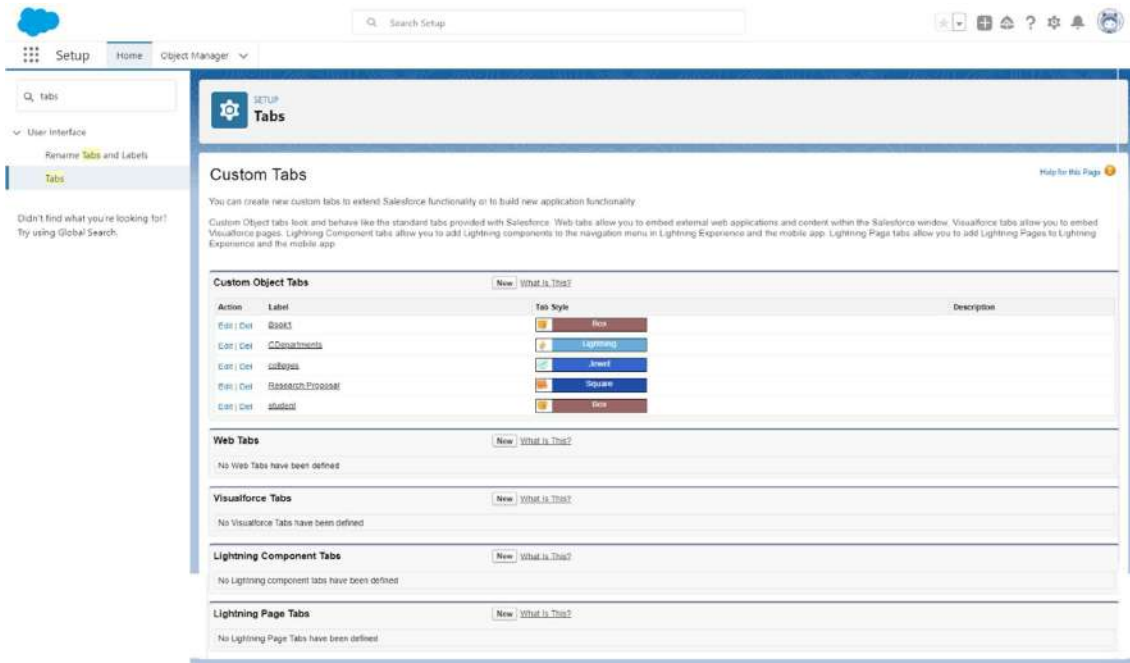 Search Setup
Setup
Home
Object Manager
tabs
User Interface
Rename Tabs and Labels
Tabs
Didn't find what you're looking for?
Try using Global Search.
SETUP
Tabs
Custom Tabs
Help for this Page
You can create new custom tabs to extend Salesforce functionality or to build new application functionality.
Custom Object tabs look and behave like the standard tabs provided with Salesforce. Web tabs allow you to embed external web applications and content within the Salesforce window. Visualforce tabs allow you to embed
Visualforce pages. Lightning Component tabs allow you to add Lightning components to the navigation menu in Lightning Experience and the mobile app. Lightning Page tabs allow you to add Lightning Pages to Lightning
Experience and the mobile app.
Custom Object Tabs New What Is This?
Action Label Tab Style Description
Edit | Del Book1 Box
Edit | Del CDepartments Lightning
Edit | Del colleges Jewel
Edit | Del Research Proposal Square
Edit | Del student Box
Web Tabs New What Is This?
No Web Tabs have been defined
Visualforce Tabs New What Is This?
No Visualforce Tabs have been defined
Lightning Component Tabs New What Is This?
No Lightning component tabs have been defined
Lightning Page Tabs New What Is This?
No Lightning Page Tabs have been defined